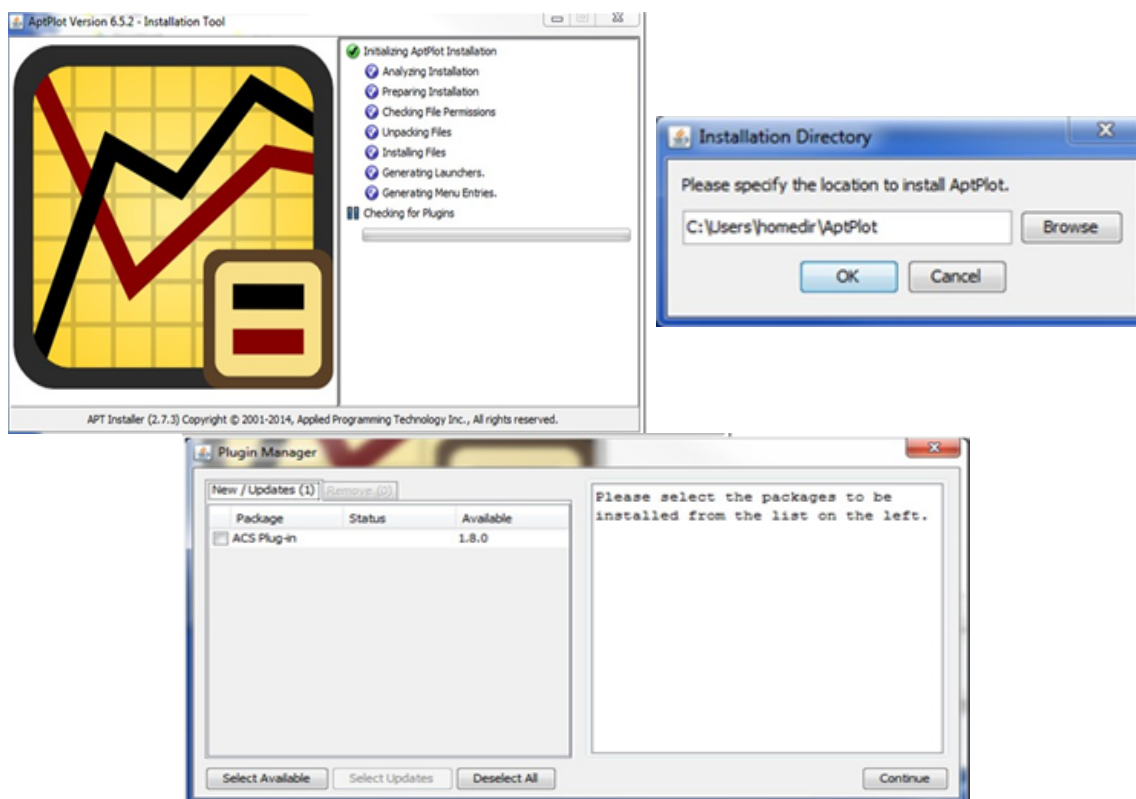 AptPlot Version 6.5.2 - Installation Tool
Initializing AptPlot Installation
Analyzing Installation
Preparing Installation
Checking File Permissions
Unpacking Files
Installing Files
Generating Launchers.
Generating Menu Entries.
Checking for Plugins
APT Installer (2.7.3) Copyright © 2001-2014, Applied Programming Technology Inc., All rights reserved.
Installation Directory
Please specify the location to install AptPlot.
C:\Users\homedir\AptPlot Browse
OK Cancel
Plugin Manager
New / Updates (1) Remove (0)
Package Status Available
ACS Plug-in 1.8.0
Please select the packages to be
installed from the list on the left.
Select Available Select Updates Deselect All Continue